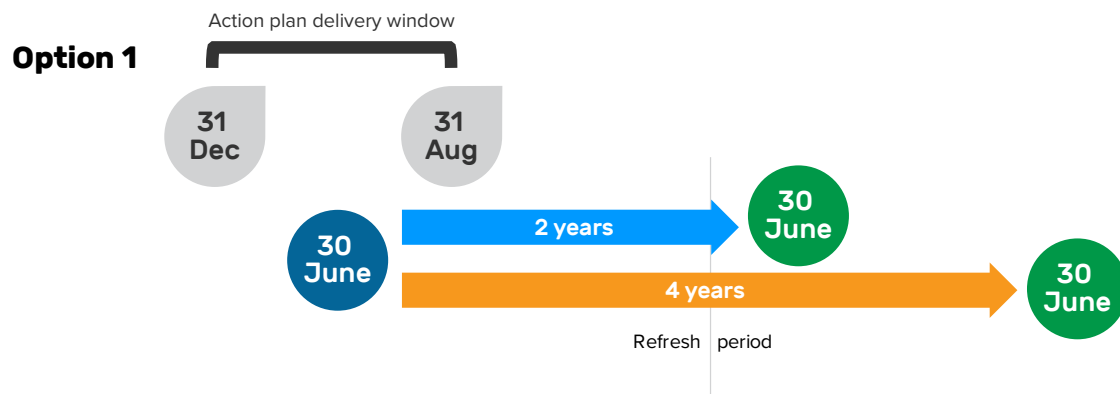 Action plan delivery window
Option 1
31
Dec
31
Aug
30
June
2 years
30
June
4 years
30
June
Refresh period